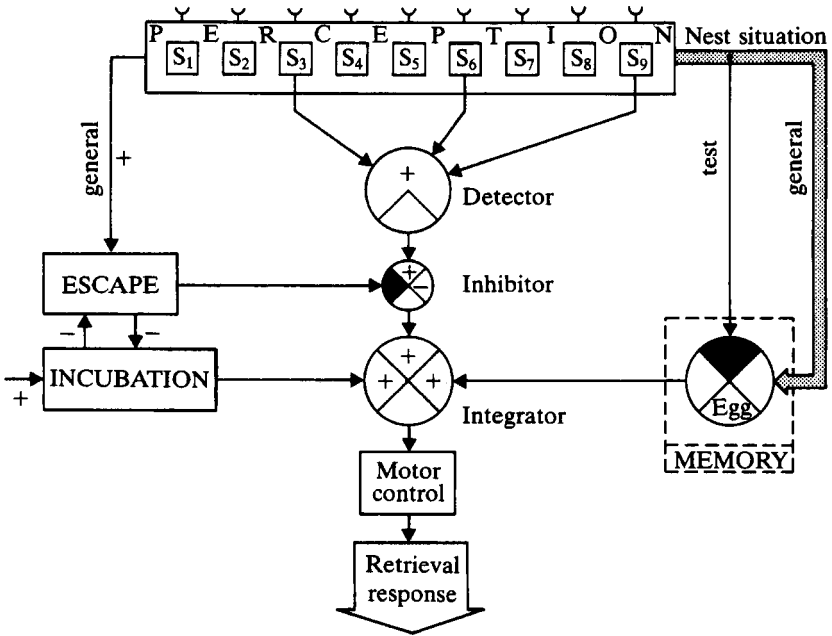 P E R C E P T I O N
Nest situation
S₁ S₂ S₃ S₄ S₅ S₆ S₇ S₈ S₉
general
+
test
general
+
Detector
ESCAPE
+
−
Inhibitor
− −
INCUBATION
+
+
+ +
Integrator
Egg
MEMORY
Motor
control
Retrieval
response